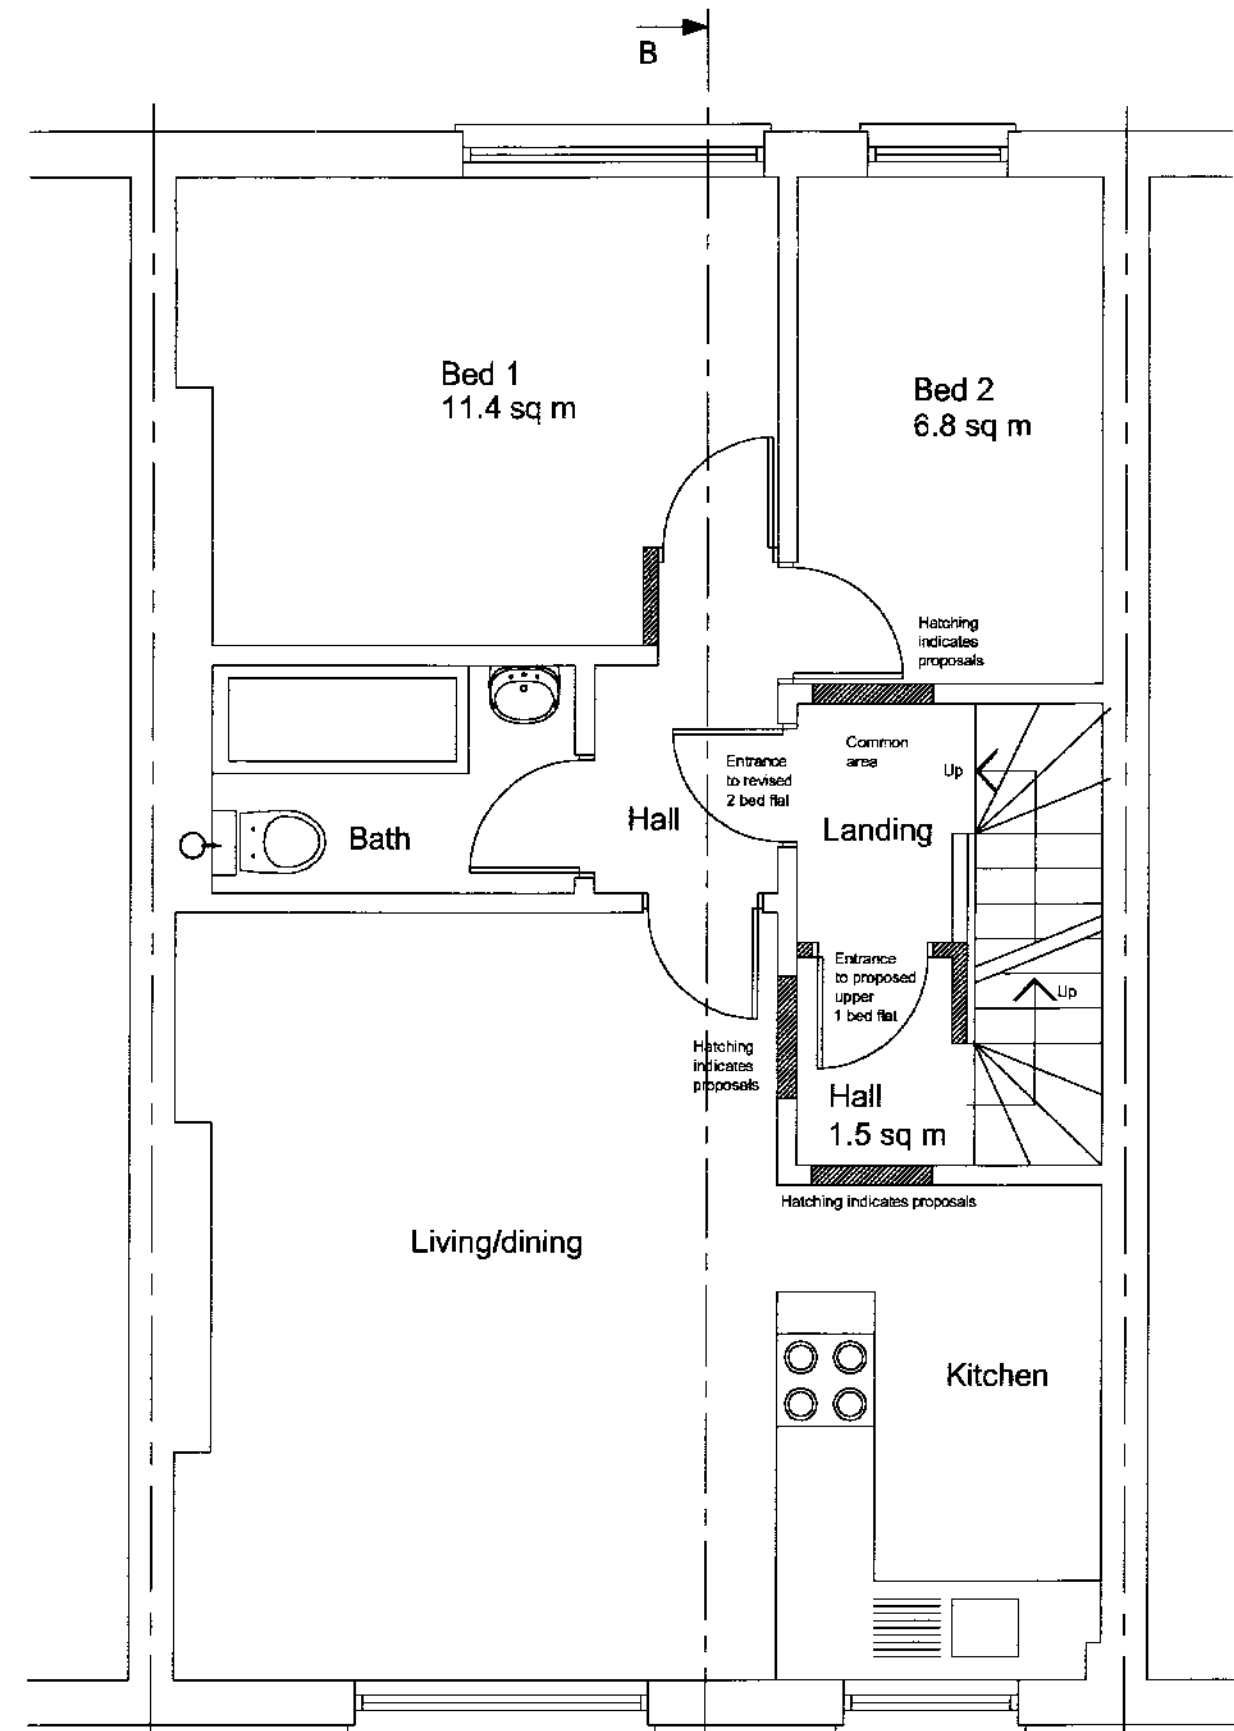 B
Bed 1
11.4 sq m
Bed 2
6.8 sq m
Hatching
indicates
proposals
Common
area
Up
Entrance
to revised
2 bed flat
Hall
Landing
Bath
Entrance
to proposed
upper
1 bed flat
Up
Hatching
indicates
proposals
Hall
1.5 sq m
Hatching indicates proposals
Living/dining
Kitchen